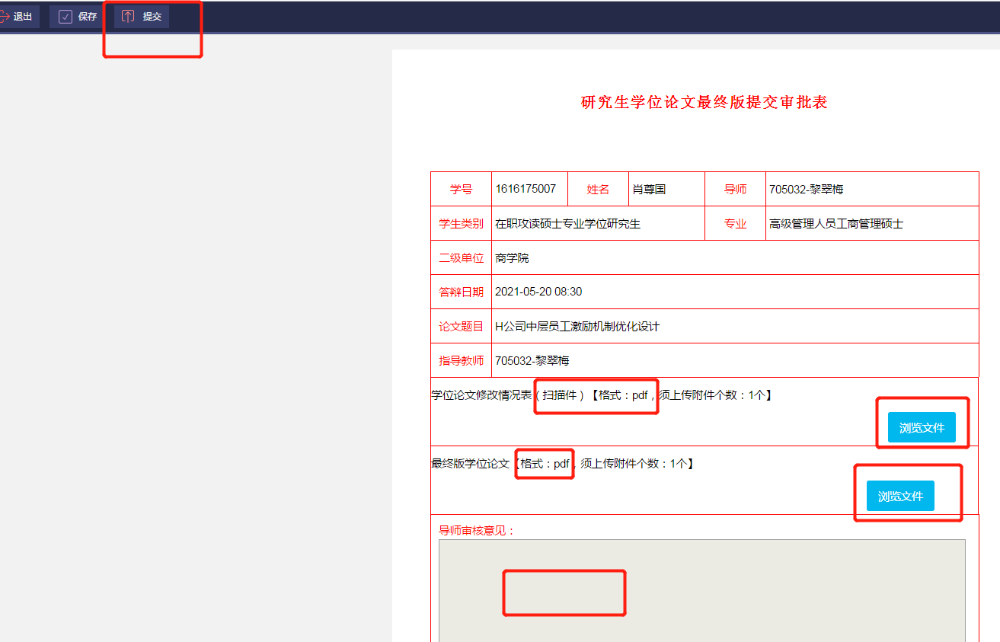 退出 保存 提交
研究生学位论文最终版提交审批表
学号 1616175007 姓名 肖尊国 导师 705032-黎翠梅
学生类别 在职攻读硕士专业学位研究生 专业 高级管理人员工商管理硕士
二级单位 商学院
答辩日期 2021-05-20 08:30
论文题目 H公司中层员工激励机制优化设计
指导教师 705032-黎翠梅
学位论文修改情况表（扫描件）【格式：pdf，须上传附件个数：1个】
浏览文件
最终版学位论文【格式：pdf，须上传附件个数：1个】
浏览文件
导师审核意见：